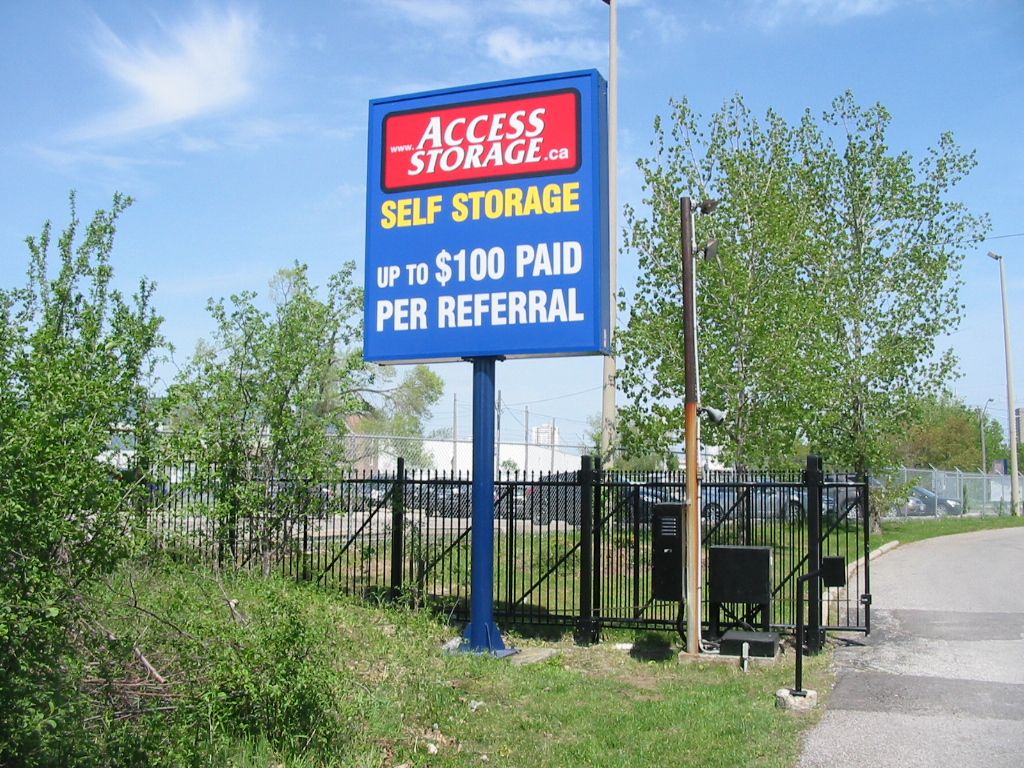 ACCESS
www.STORAGE.ca
SELF STORAGE
UP TO $100 PAID
PER REFERRAL